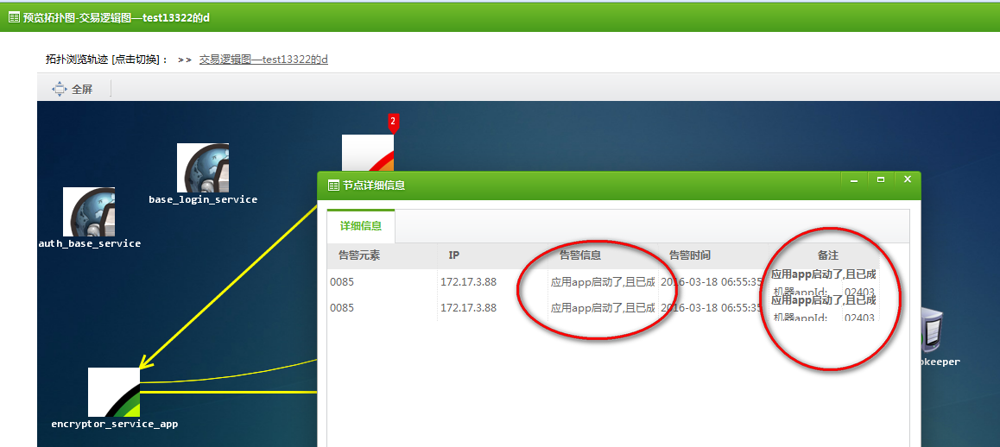 预览拓扑图-交易逻辑图—test13322的d
拓扑浏览轨迹 [点击切换] : >> 交易逻辑图—test13322的d
全屏
2
base_login_service
auth_base_service
节点详细信息
详细信息
告警元素 IP 告警信息 告警时间 备注
0085 172.17.3.88 应用app启动了,且已成 2016-03-18 06:55:35 应用app启动了,且已成
机器appId: 02403
0085 172.17.3.88 应用app启动了,且已成 2016-03-18 06:55:35 应用app启动了,且已成
机器appId: 02403
okeeper
encryptor_service_app